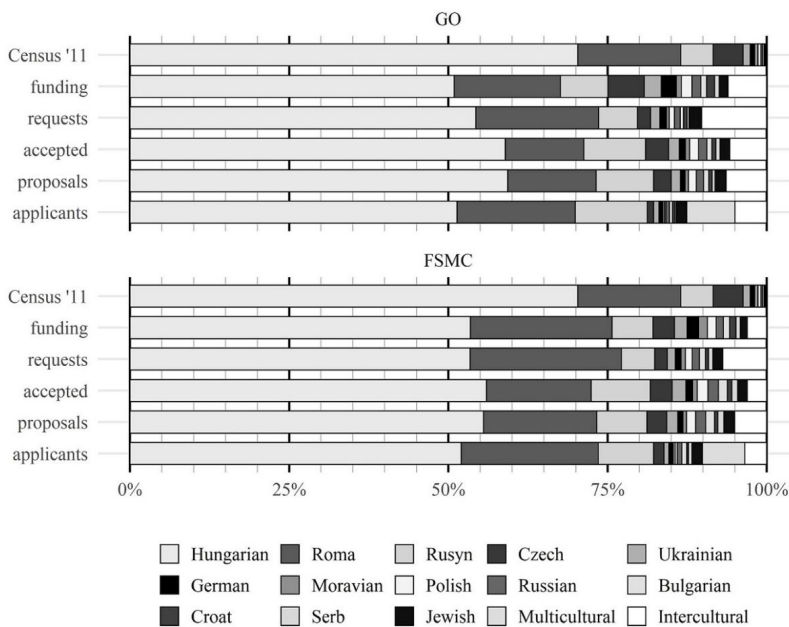 GO
Census '11
funding
requests
accepted
proposals
applicants
FSMC
Census '11
funding
requests
accepted
proposals
applicants
0% 25% 50% 75% 100%
Hungarian Roma Rusyn Czech Ukrainian
German Moravian Polish Russian Bulgarian
Croat Serb Jewish Multicultural Intercultural